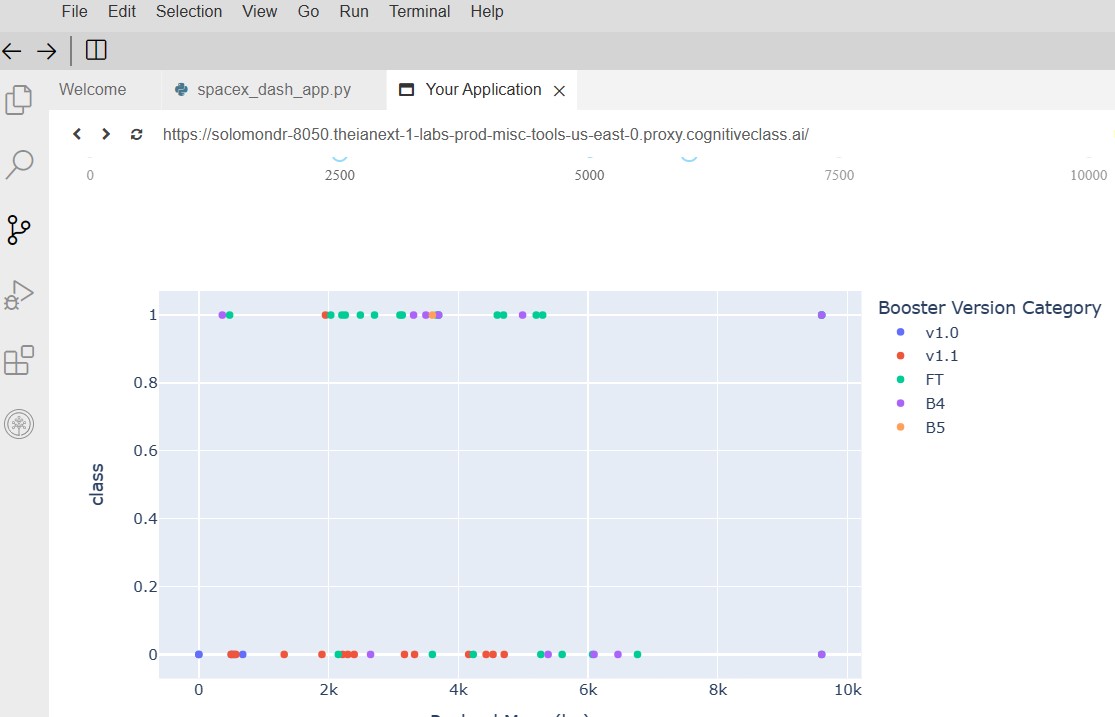 File Edit Selection View Go Run Terminal Help
Welcome spacex_dash_app.py Your Application
https://solomondr-8050.theianext-1-labs-prod-misc-tools-us-east-0.proxy.cognitiveclass.ai/
0 2500 5000 7500 10000
Booster Version Category
v1.0
v1.1
FT
B4
B5
class
1
0.8
0.6
0.4
0.2
0
0 2k 4k 6k 8k 10k